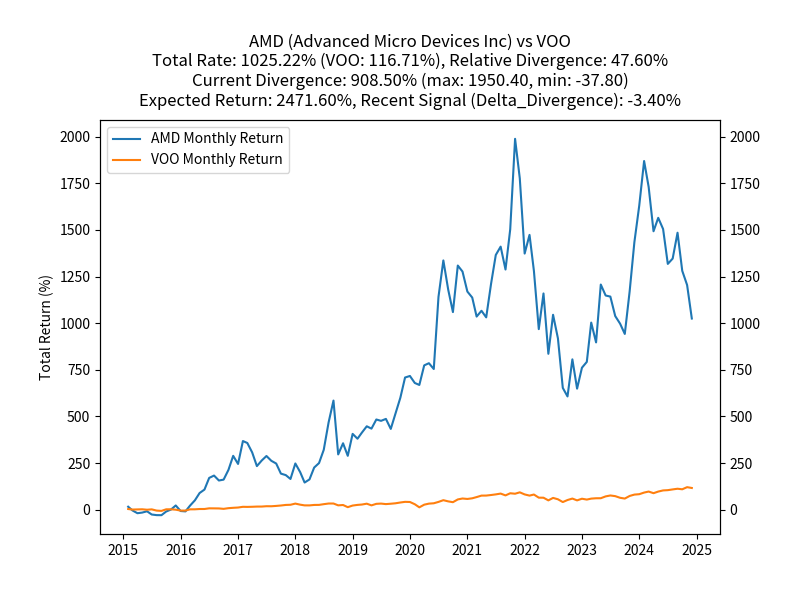 AMD (Advanced Micro Devices Inc) vs VOO
Total Rate: 1025.22% (VOO: 116.71%), Relative Divergence: 47.60%
Current Divergence: 908.50% (max: 1950.40, min: -37.80)
Expected Return: 2471.60%, Recent Signal (Delta_Divergence): -3.40%
AMD Monthly Return
VOO Monthly Return
Total Return (%)
2000 2000
1750 1750
1500 1500
1250 1250
1000 1000
750 750
500 500
250 250
0 0
2015 2016 2017 2018 2019 2020 2021 2022 2023 2024 2025